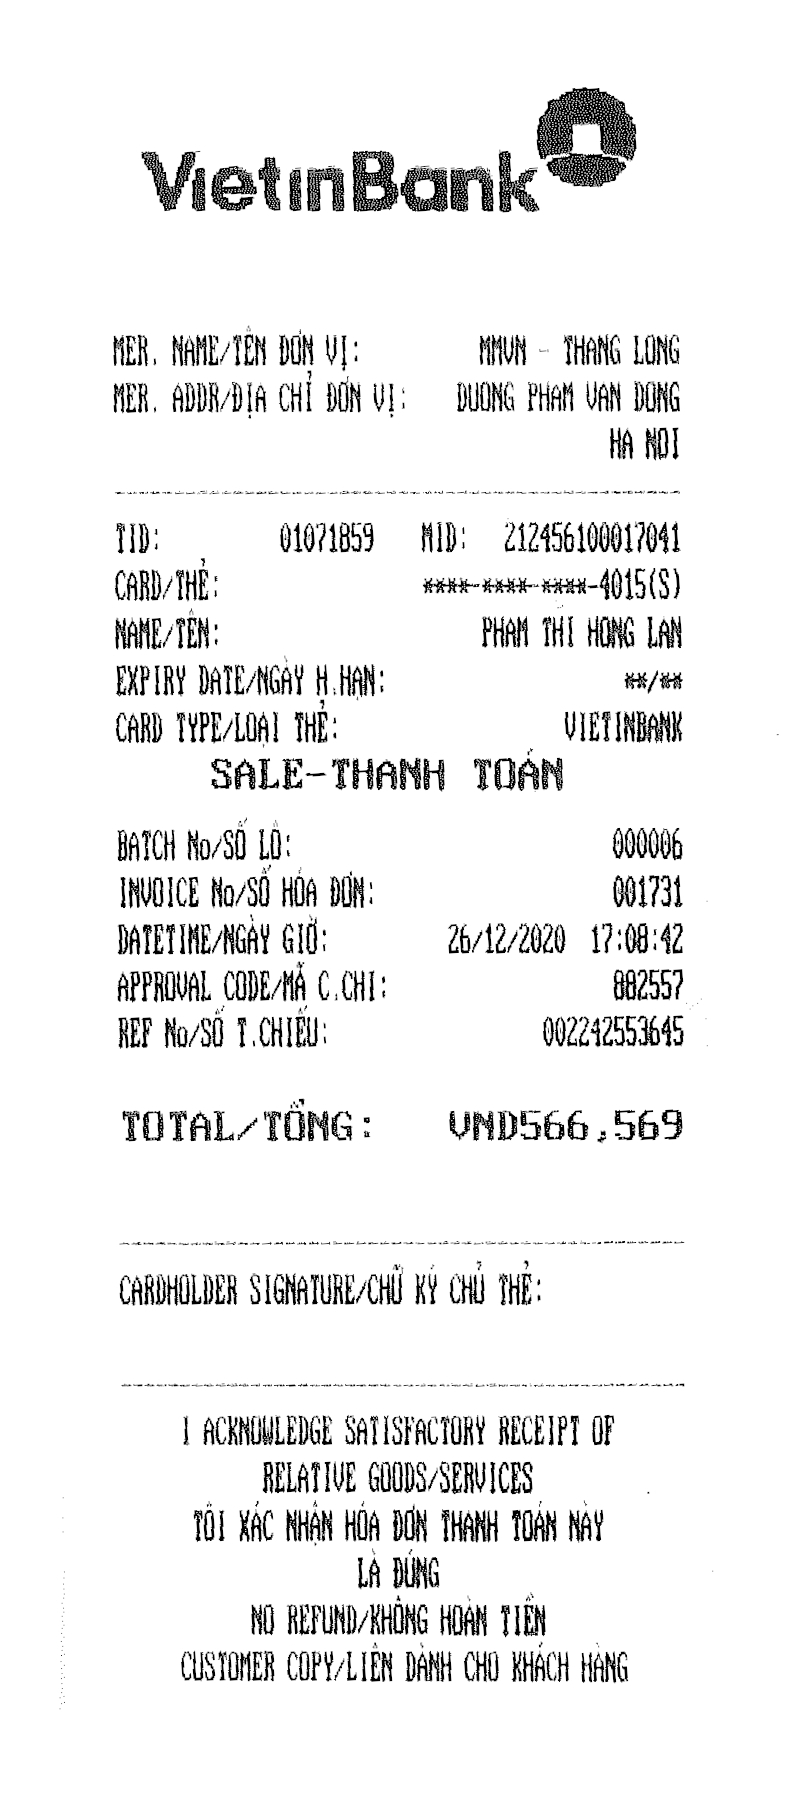 VietinBank
MER. NAME/TÊN ĐƠN VỊ: MMVN - THANG LONG
MER. ADDR/ĐỊA CHỈ ĐƠN VỊ: DUONG PHAM VAN DONG
HA NOI
TID: 01071859 MID: 212456100017041
CARD/THẺ: ****-****-****-4015(S)
NAME/TÊN: PHAM THI HONG LAN
EXPIRY DATE/NGÀY H.HẠN: **/**
CARD TYPE/LOẠI THẺ: VIETINBANK
SALE-THANH TOÁN
BATCH No/SỐ LÔ: 000006
INVOICE No/SỐ HÓA ĐƠN: 001731
DATETIME/NGÀY GIỜ: 26/12/2020 17:08:42
APPROVAL CODE/MÃ C.CHI: 882557
REF No/SỐ T.CHIẾU: 002242553645
TOTAL/TỔNG: VND566,569
CARDHOLDER SIGNATURE/CHỮ KÝ CHỦ THẺ:
I ACKNOWLEDGE SATISFACTORY RECEIPT OF
RELATIVE GOODS/SERVICES
TÔI XÁC NHẬN HÓA ĐƠN THANH TOÁN NÀY
LÀ ĐÚNG
NO REFUND/KHÔNG HOÀN TIỀN
CUSTOMER COPY/LIÊN DÀNH CHO KHÁCH HÀNG